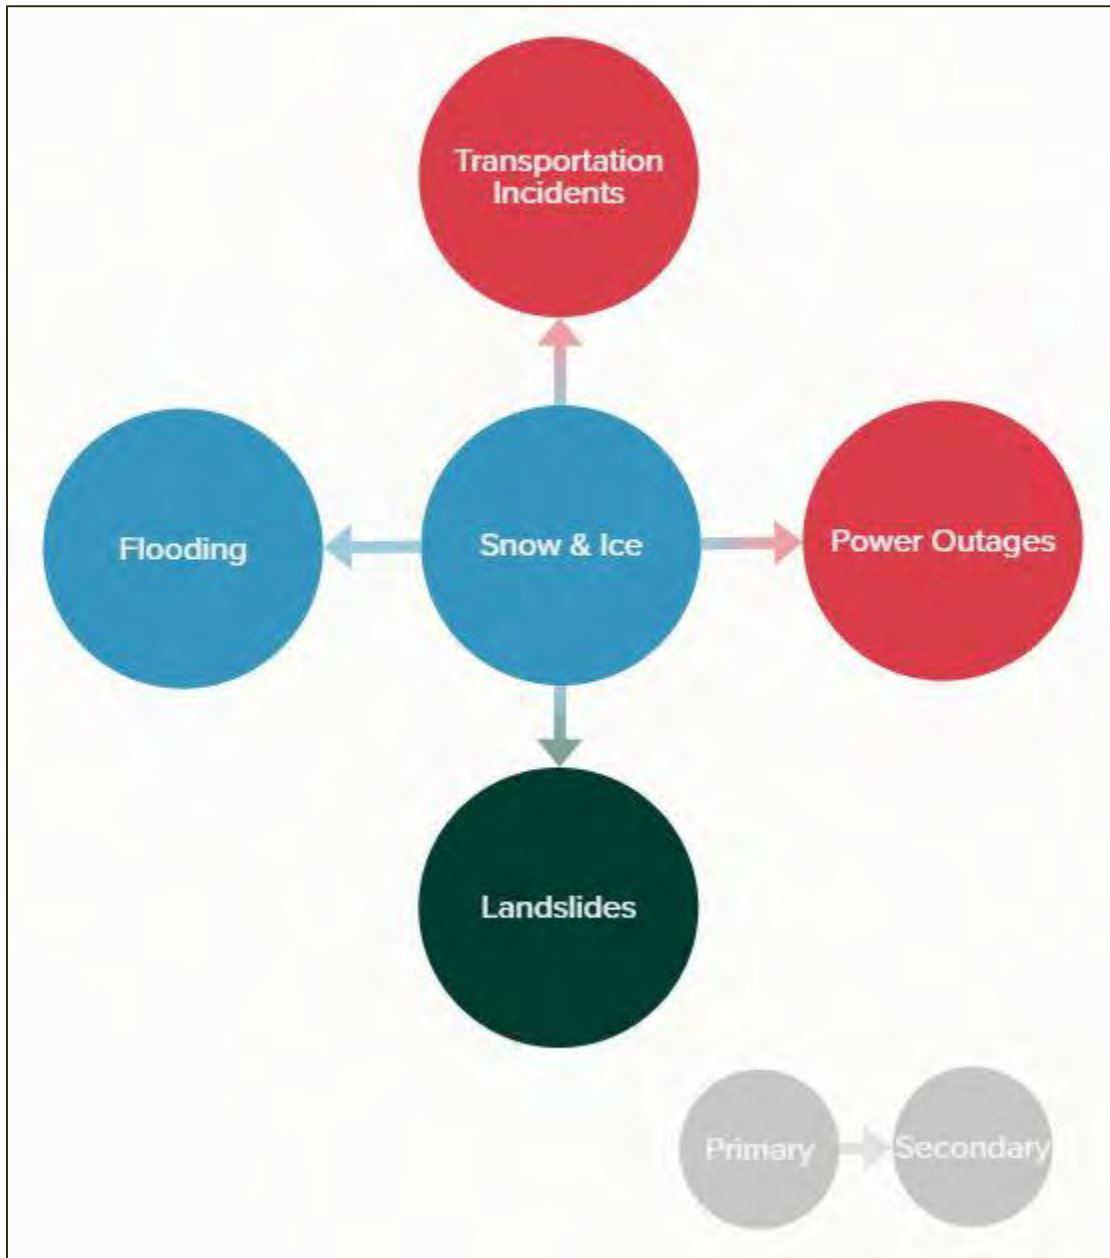 Transportation
Incidents
Flooding
Snow & Ice
Power Outages
Landslides
Primary
Secondary